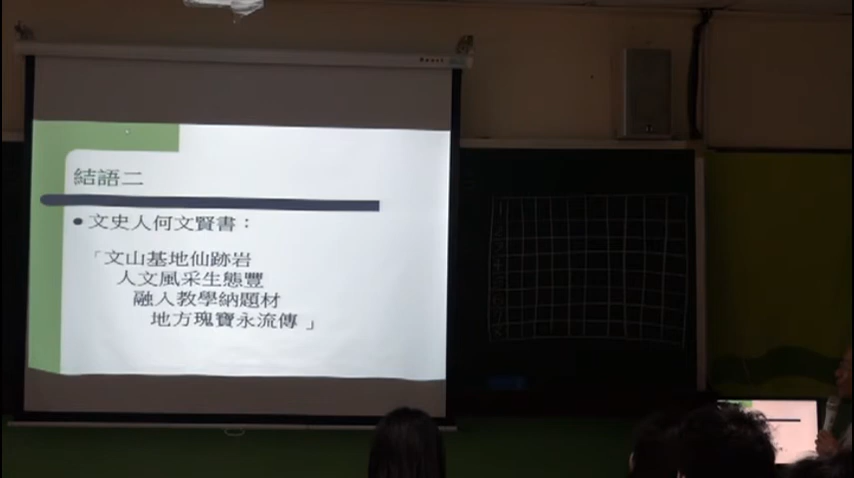 結語二
●文史人何文賢書：
「文山基地仙跡岩
人文風采生態豐
融入教學納題材
地方瑰寶永流傳」